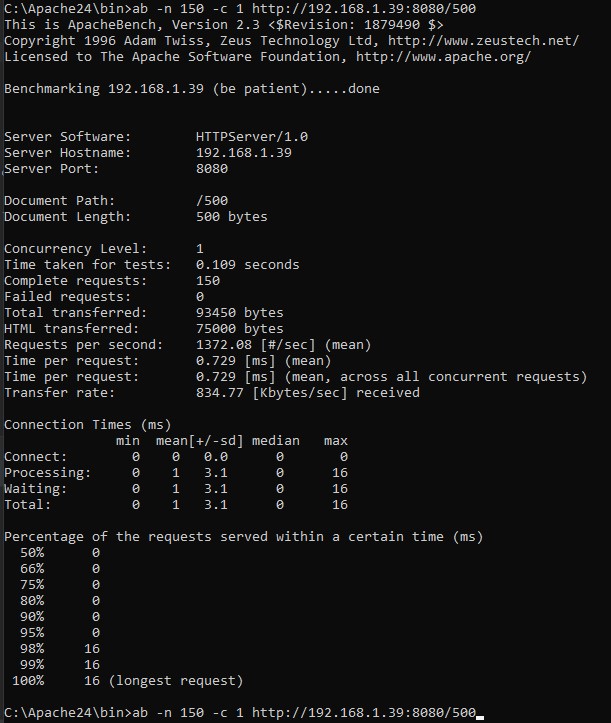 C:\Apache24\bin>ab -n 150 -c 1 http://192.168.1.39:8080/500
This is ApacheBench, Version 2.3 <$Revision: 1879490 $>
Copyright 1996 Adam Twiss, Zeus Technology Ltd, http://www.zeustech.net/
Licensed to The Apache Software Foundation, http://www.apache.org/

Benchmarking 192.168.1.39 (be patient).....done


Server Software:        HTTPServer/1.0
Server Hostname:        192.168.1.39
Server Port:            8080

Document Path:          /500
Document Length:        500 bytes

Concurrency Level:      1
Time taken for tests:   0.109 seconds
Complete requests:      150
Failed requests:        0
Total transferred:      93450 bytes
HTML transferred:       75000 bytes
Requests per second:    1372.08 [#/sec] (mean)
Time per request:       0.729 [ms] (mean)
Time per request:       0.729 [ms] (mean, across all concurrent requests)
Transfer rate:          834.77 [Kbytes/sec] received

Connection Times (ms)
              min  mean[+/-sd] median   max
Connect:        0    0   0.0      0       0
Processing:     0    1   3.1      0      16
Waiting:        0    1   3.1      0      16
Total:          0    1   3.1      0      16

Percentage of the requests served within a certain time (ms)
  50%      0
  66%      0
  75%      0
  80%      0
  90%      0
  95%      0
  98%     16
  99%     16
 100%     16 (longest request)

C:\Apache24\bin>ab -n 150 -c 1 http://192.168.1.39:8080/500